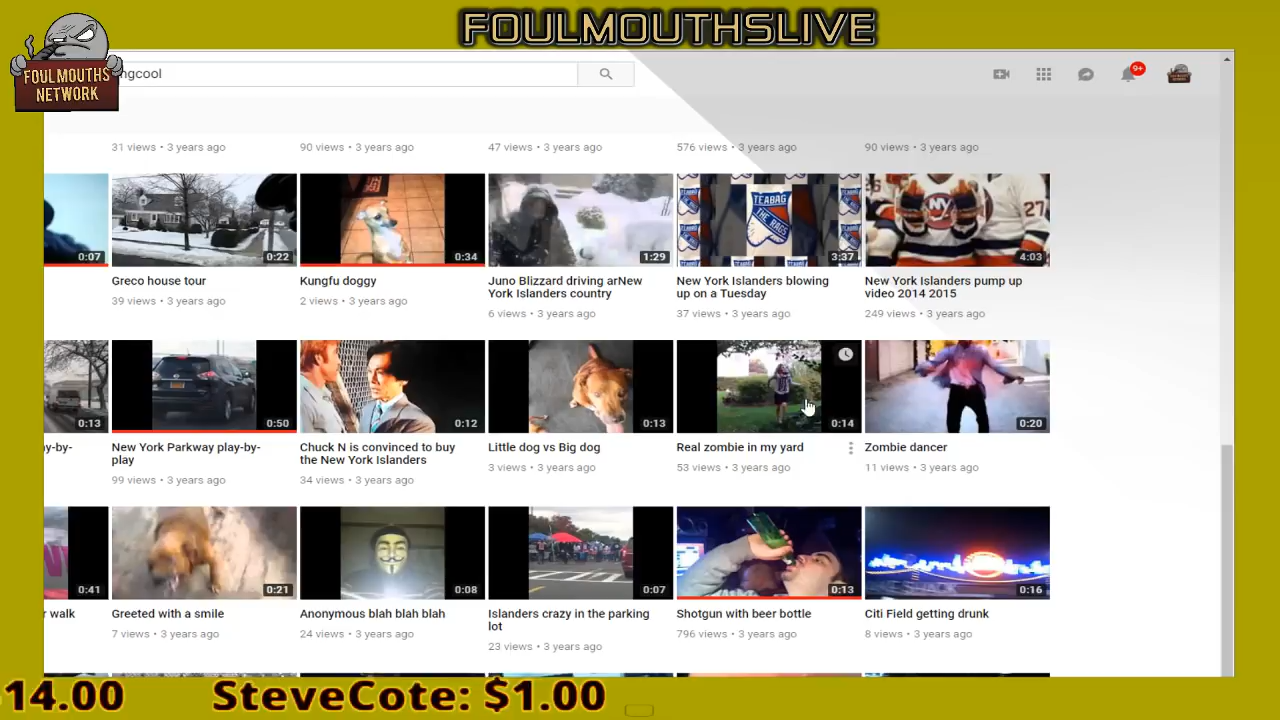 FOULMOUTHSLIVE
FOULMOUTHS
NETWORK
ngcool
9+
31 views • 3 years ago
90 views • 3 years ago
47 views • 3 years ago
576 views • 3 years ago
90 views • 3 years ago
0:07
0:22
0:34
1:29
TEABAG
THE RAGS
3:37
NY
27
4:03
Greco house tour
39 views • 3 years ago
Kungfu doggy
2 views • 3 years ago
Juno Blizzard driving arNew
York Islanders country
6 views • 3 years ago
New York Islanders blowing
up on a Tuesday
37 views • 3 years ago
New York Islanders pump up
video 2014 2015
249 views • 3 years ago
0:13
0:50
0:12
0:13
0:14
0:20
ay-by-
New York Parkway play-by-
play
99 views • 3 years ago
Chuck N is convinced to buy
the New York Islanders
34 views • 3 years ago
Little dog vs Big dog
3 views • 3 years ago
Real zombie in my yard
53 views • 3 years ago
Zombie dancer
11 views • 3 years ago
0:41
0:21
0:08
0:07
0:13
0:16
r walk
Greeted with a smile
7 views • 3 years ago
Anonymous blah blah blah
24 views • 3 years ago
Islanders crazy in the parking
lot
23 views • 3 years ago
Shotgun with beer bottle
796 views • 3 years ago
Citi Field getting drunk
8 views • 3 years ago
14.00 SteveCote: $1.00